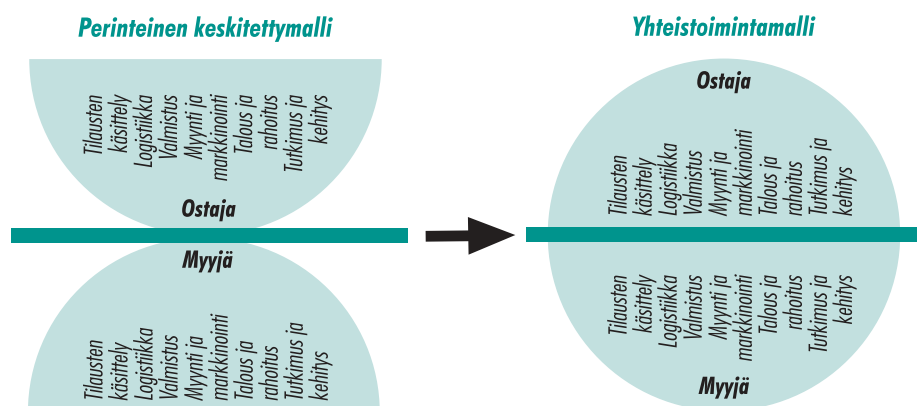 Perinteinen keskitettymalli
Tilausten
käsittely
Logistiikka
Valmistus
Myynti ja
markkinointi
Talous ja
rahoitus
Tutkimus ja
kehitys
Ostaja
Myyjä
Tilausten
käsittely
Logistiikka
Valmistus
Myynti ja
markkinointi
Talous ja
rahoitus
Tutkimus ja
kehitys
Yhteistoimintamalli
Ostaja
Tilausten
käsittely
Logistiikka
Valmistus
Myynti ja
markkinointi
Talous ja
rahoitus
Tutkimus ja
kehitys
Tilausten
käsittely
Logistiikka
Valmistus
Myynti ja
markkinointi
Talous ja
rahoitus
Tutkimus ja
kehitys
Myyjä